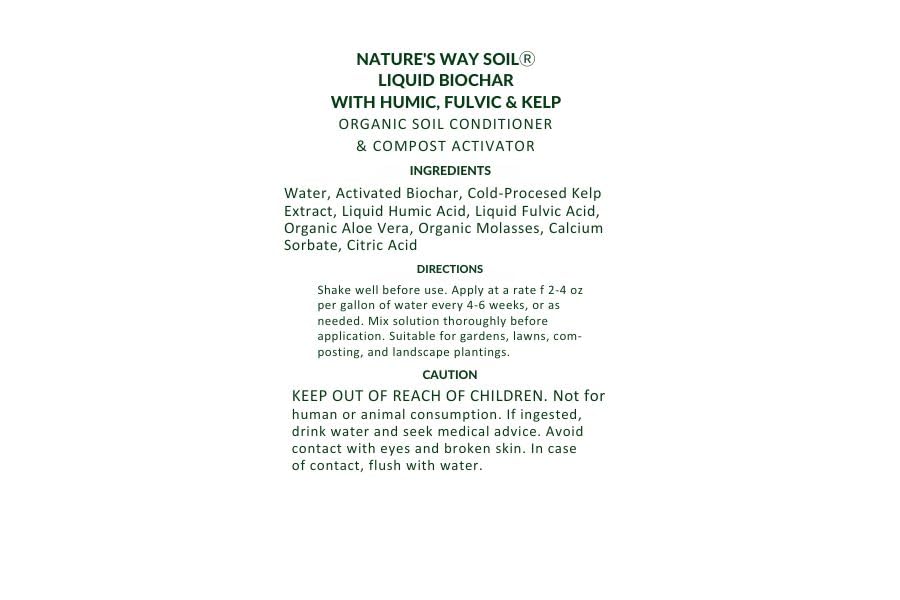 NATURE'S WAY SOIL®
LIQUID BIOCHAR
WITH HUMIC, FULVIC & KELP
ORGANIC SOIL CONDITIONER
& COMPOST ACTIVATOR
INGREDIENTS
Water, Activated Biochar, Cold-Procesed Kelp
Extract, Liquid Humic Acid, Liquid Fulvic Acid,
Organic Aloe Vera, Organic Molasses, Calcium
Sorbate, Citric Acid
DIRECTIONS
Shake well before use. Apply at a rate f 2-4 oz
per gallon of water every 4-6 weeks, or as
needed. Mix solution thoroughly before
application. Suitable for gardens, lawns, com-
posting, and landscape plantings.
CAUTION
KEEP OUT OF REACH OF CHILDREN. Not for
human or animal consumption. If ingested,
drink water and seek medical advice. Avoid
contact with eyes and broken skin. In case
of contact, flush with water.